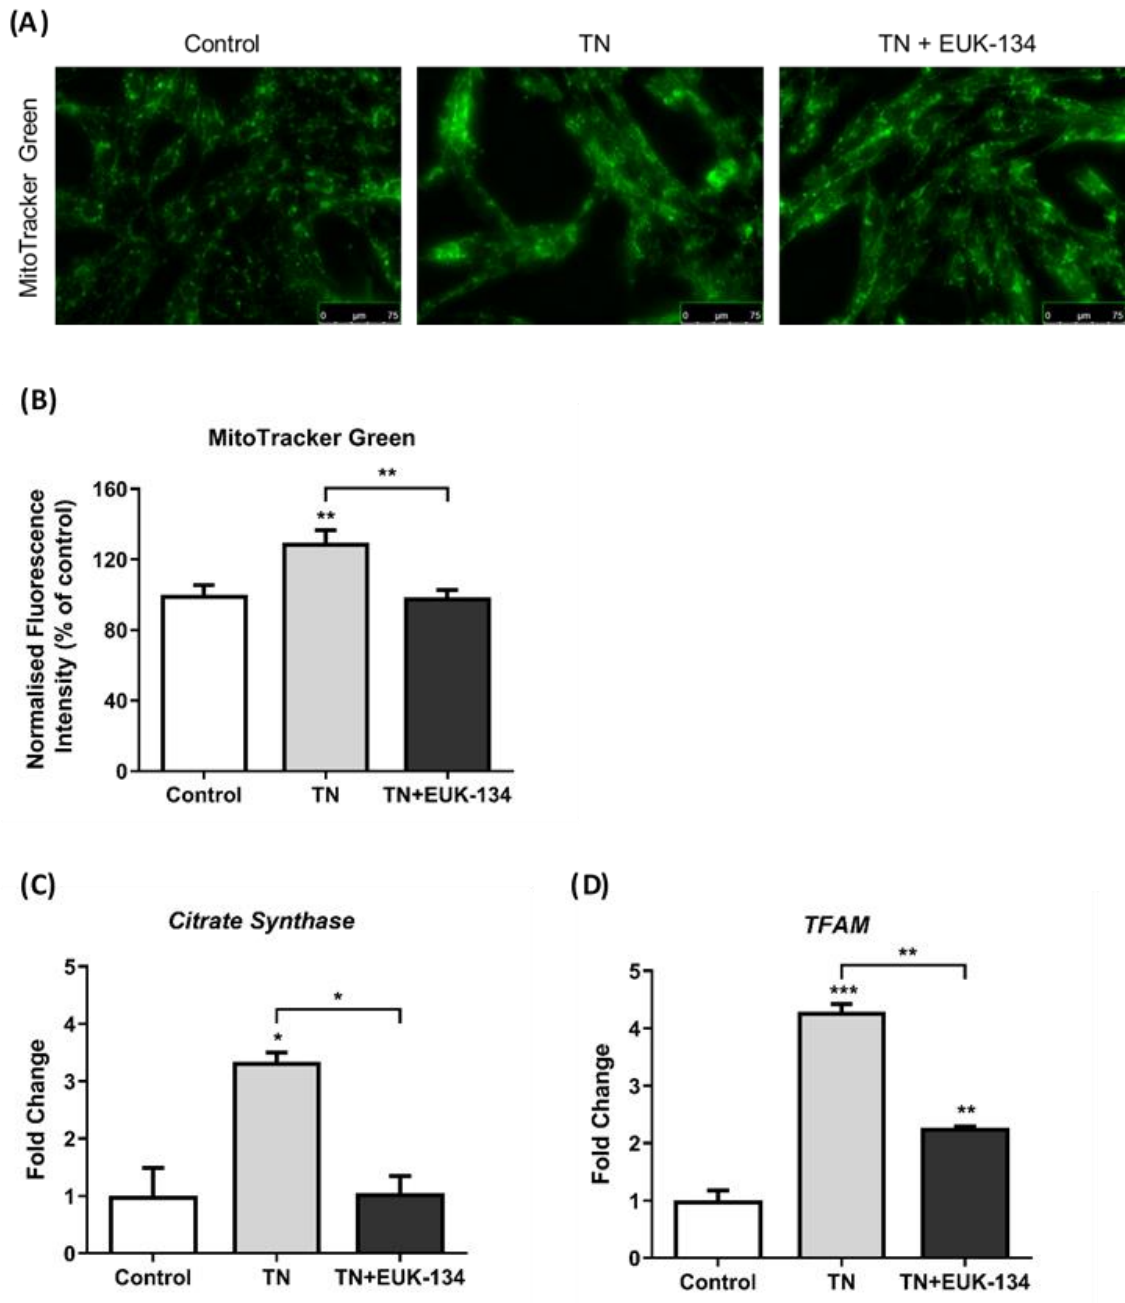 (A)
Control
TN
TN + EUK-134
MitoTracker Green
0 µm 75
0 µm 75
0 µm 75
(B)
MitoTracker Green
Normalised Fluorescence
Intensity (% of control)
160
120
80
40
0
**
**
Control
TN
TN+EUK-134
(C)
Citrate Synthase
Fold Change
5
4
3
2
1
0
*
*
Control
TN
TN+EUK-134
(D)
TFAM
Fold Change
5
4
3
2
1
0
**
***
**
Control
TN
TN+EUK-134